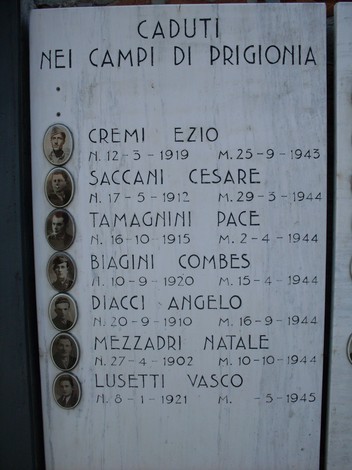 CADUTI
NEI CAMPI DI PRIGIONIA
CREMI EZIO
N. 12-3-1919 M. 25-9-1943
SACCANI CESARE
N. 17-5-1912 M. 29-3-1944
TAMAGNINI PACE
N. 16-10-1915 M. 2-4-1944
BIAGINI COMBES
N. 10-9-1920 M. 15-4-1944
DIACCI ANGELO
N. 20-9-1910 M. 16-9-1944
MEZZADRI NATALE
N. 27-4-1902 M. 10-10-1944
LUSETTI VASCO
N. 8-1-1921 M. -5-1945